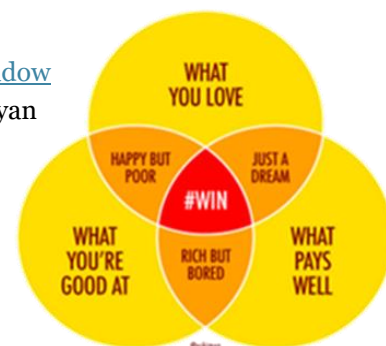 dow
yan
WHAT
YOU LOVE
HAPPY BUT
POOR
JUST A
DREAM
#WIN
WHAT
YOU'RE
GOOD AT
RICH BUT
BORED
WHAT
PAYS
WELL